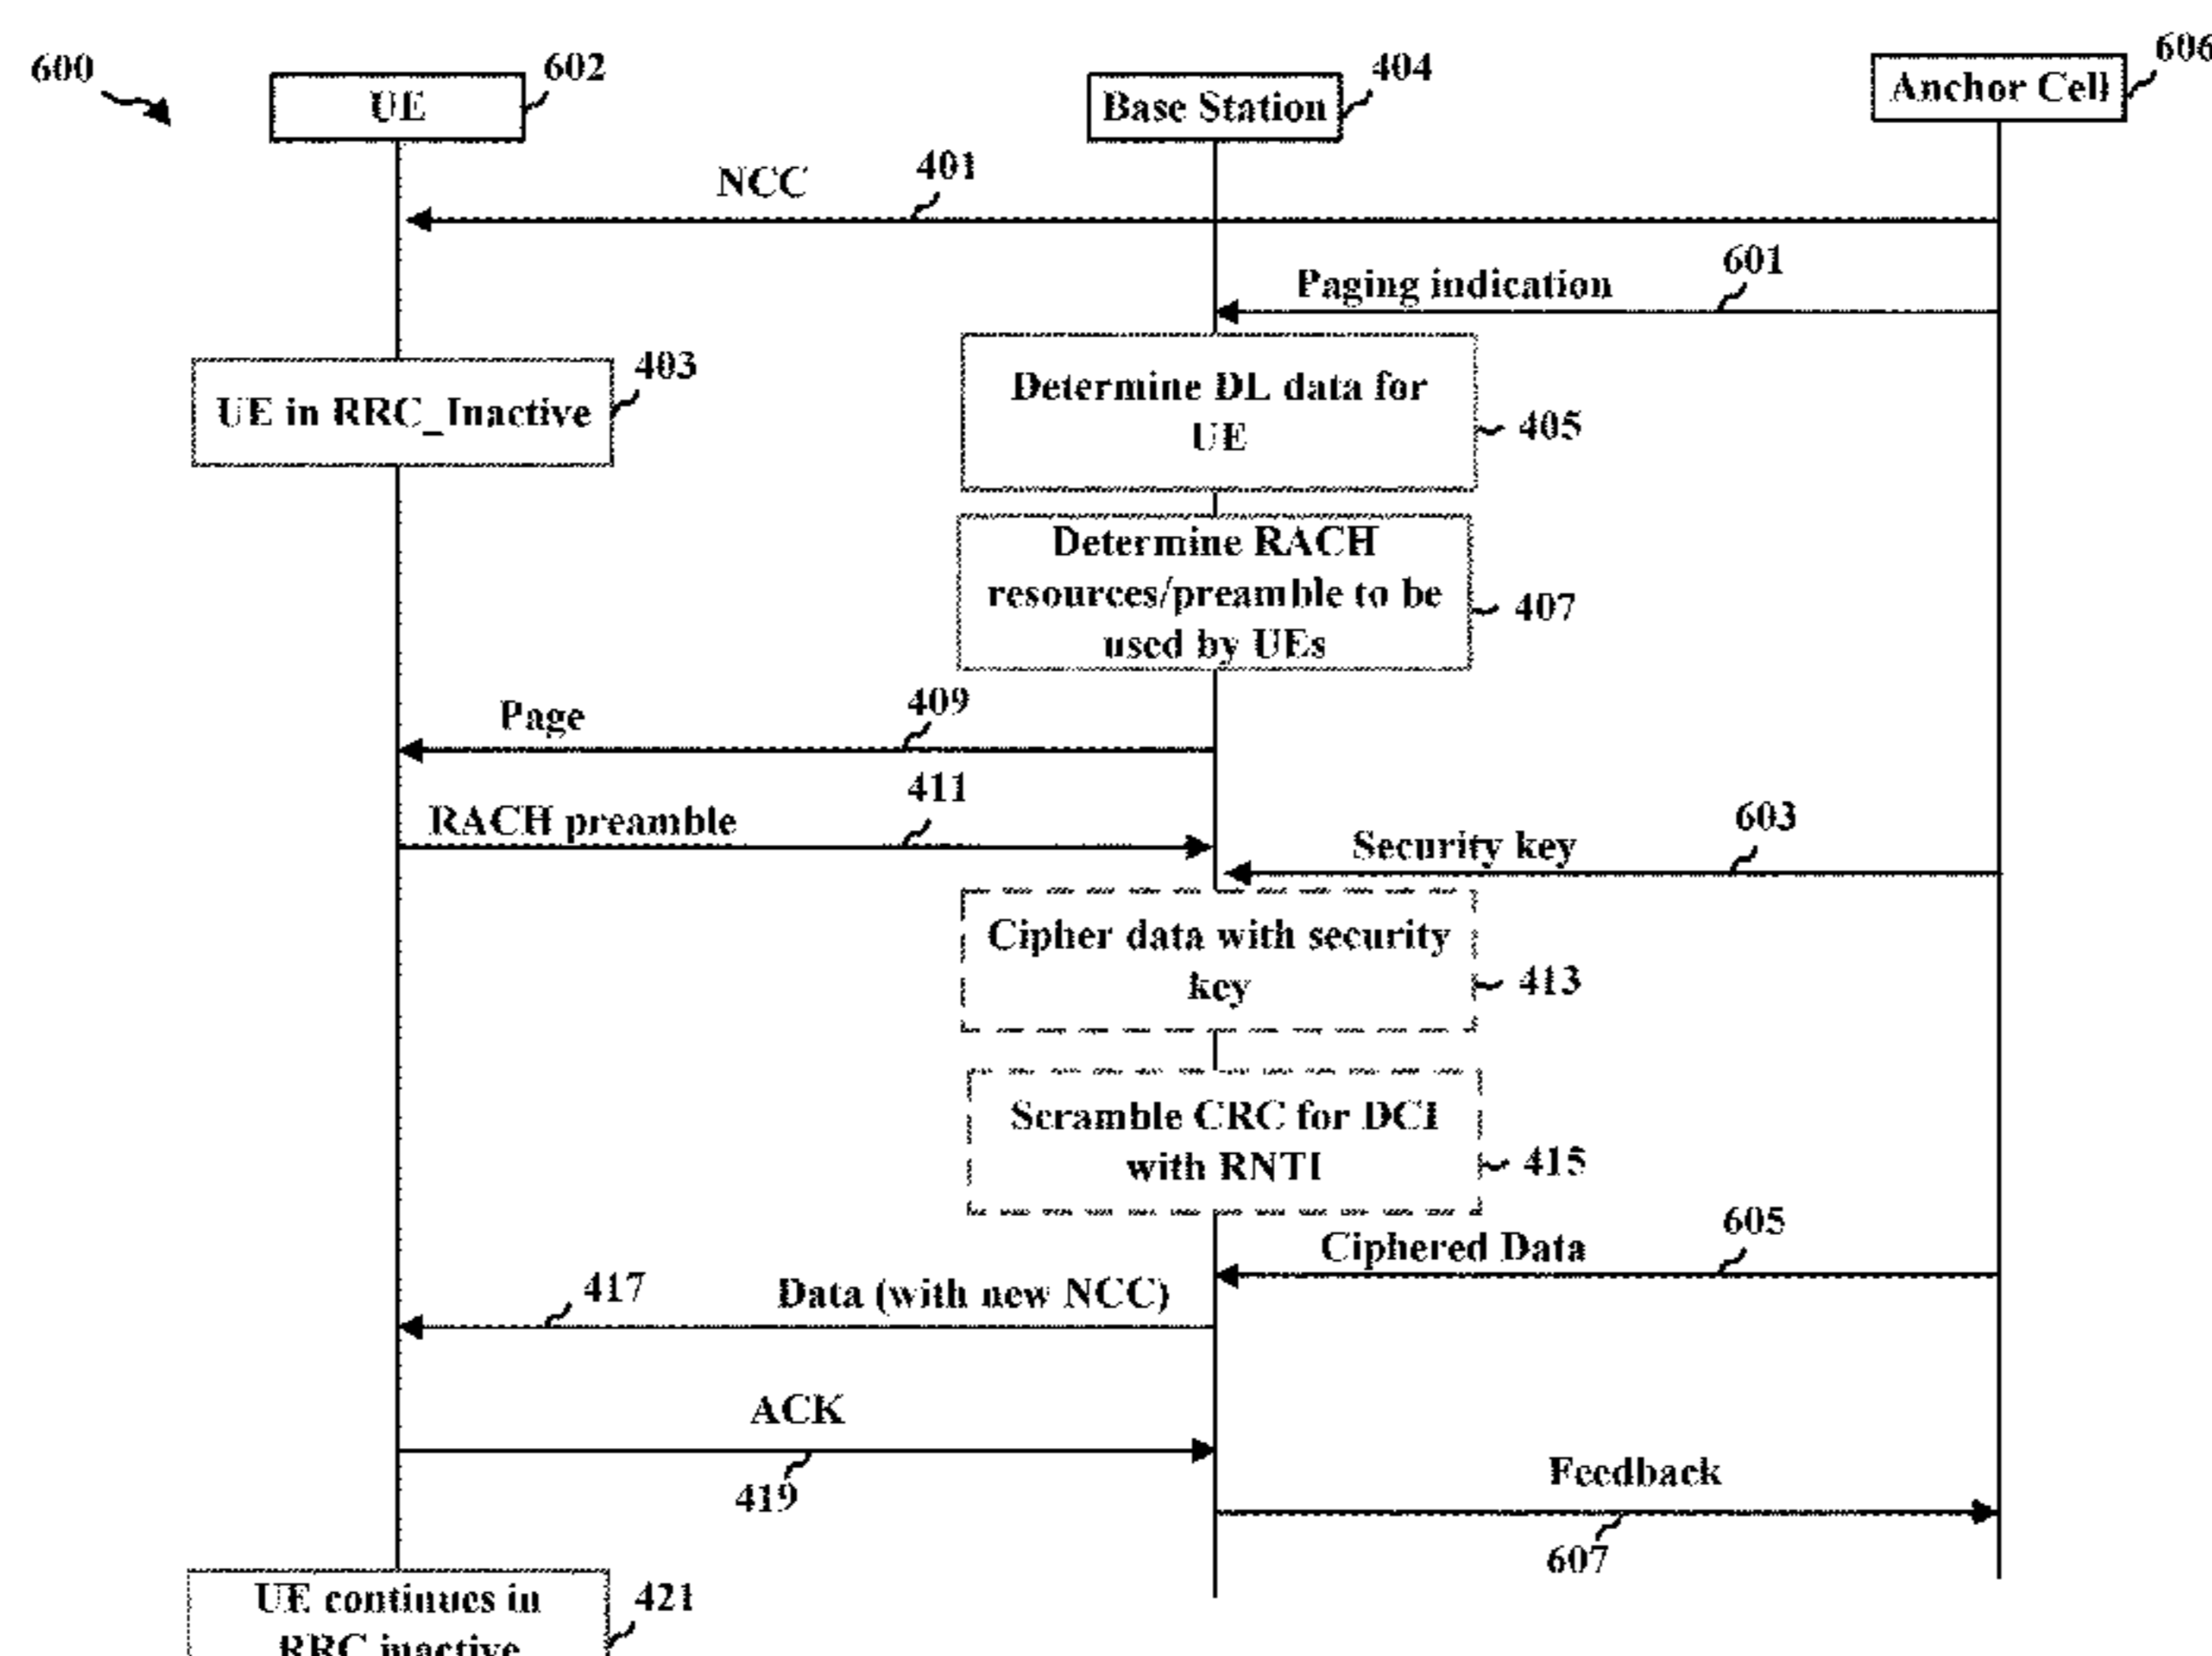 600
UE
602
Base Station
404
Anchor Cell
606
NCC
401
Paging indication
601
UE in RRC_Inactive
403
Determine DL data for
UE
405
Determine RACH
resources/preamble to be
used by UEs
407
Page
409
RACH preamble
411
Security key
603
Cipher data with security
key
413
Scramble CRC for DCI
with RNTI
415
Ciphered Data
605
Data (with new NCC)
417
ACK
419
Feedback
607
UE continues in
RRC inactive
421